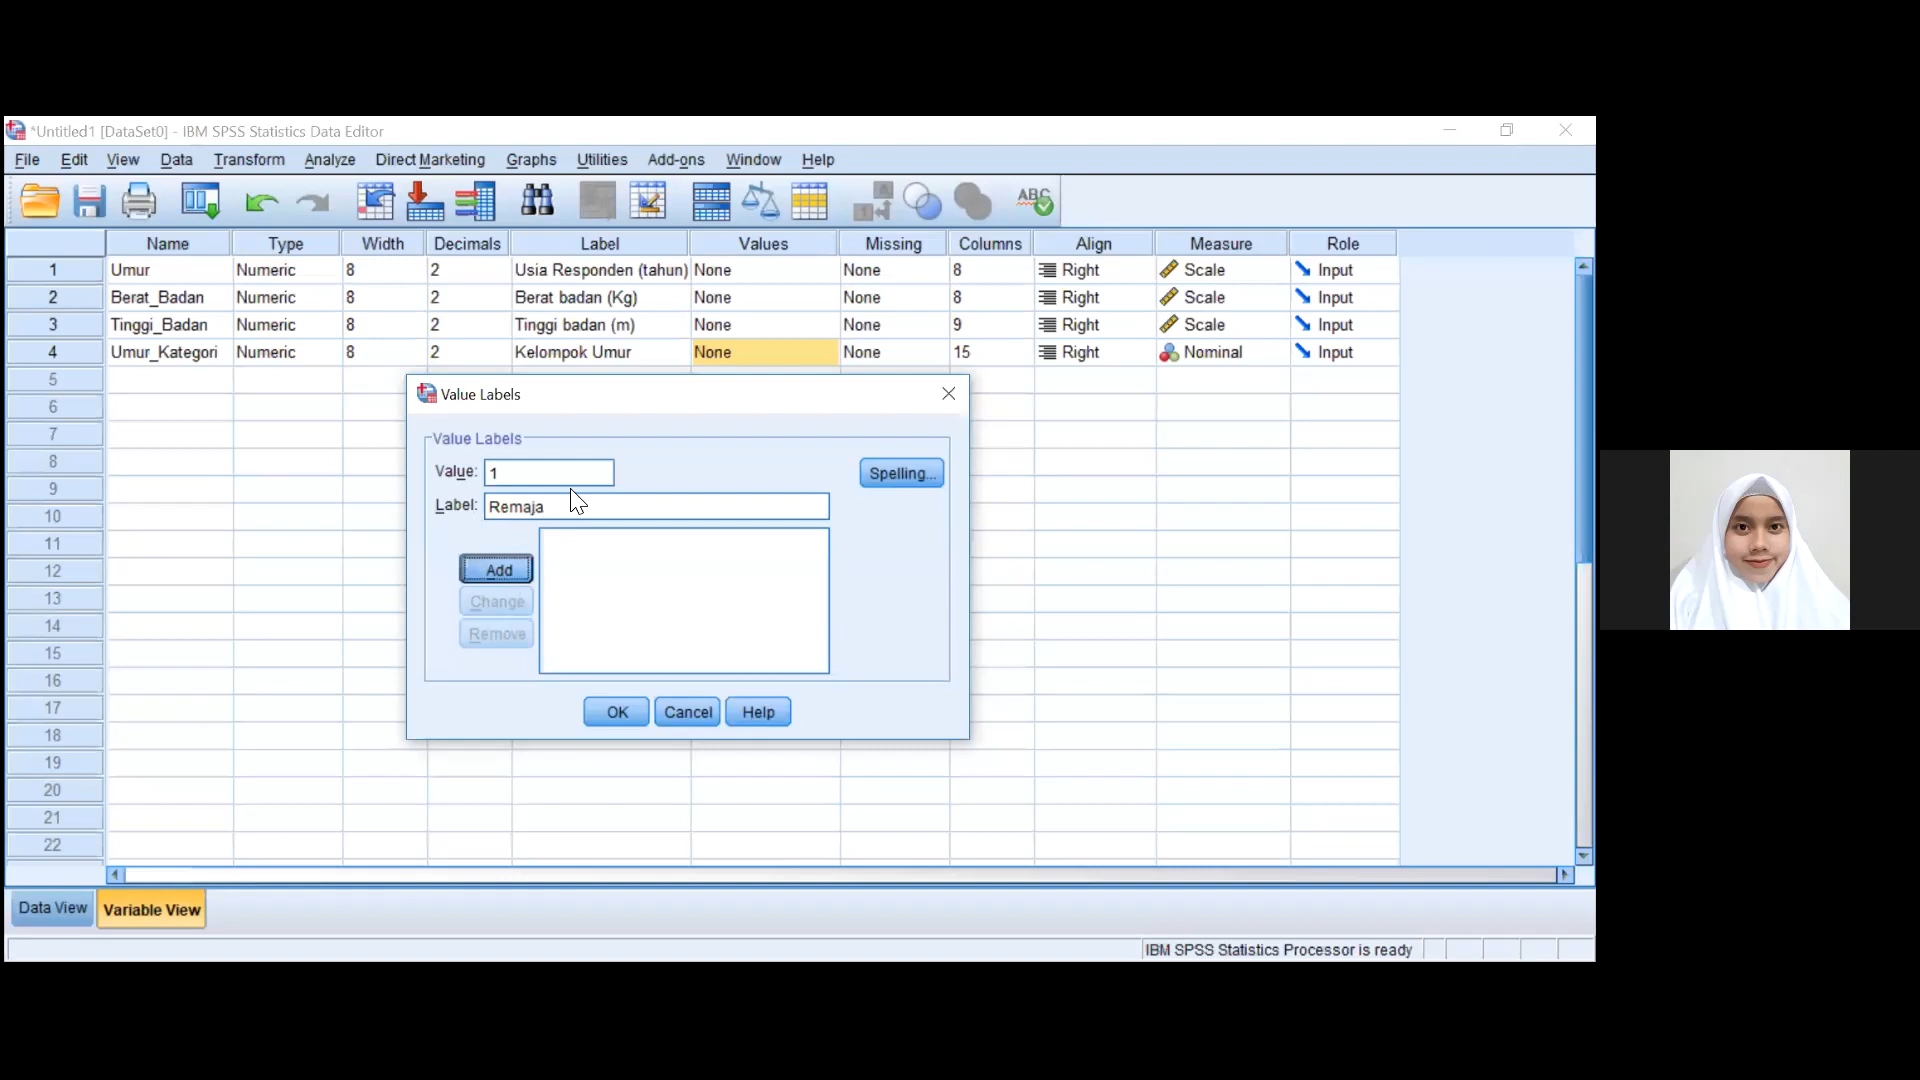 *Untitled1 [DataSet0] - IBM SPSS Statistics Data Editor
File Edit View Data Transform Analyze Direct Marketing Graphs Utilities Add-ons Window Help
Name Type Width Decimals Label Values Missing Columns Align Measure Role
1 Umur Numeric 8 2 Usia Responden (tahun) None None 8 Right Scale Input
2 Berat_Badan Numeric 8 2 Berat badan (Kg) None None 8 Right Scale Input
3 Tinggi_Badan Numeric 8 2 Tinggi badan (m) None None 9 Right Scale Input
4 Umur_Kategori Numeric 8 2 Kelompok Umur None None 15 Right Nominal Input
5
6
7
8
9
10
11
12
13
14
15
16
17
18
19
20
21
22
Value Labels
Value Labels
Value: 1
Spelling...
Label: Remaja
Add
Change
Remove
OK Cancel Help
Data View Variable View
IBM SPSS Statistics Processor is ready